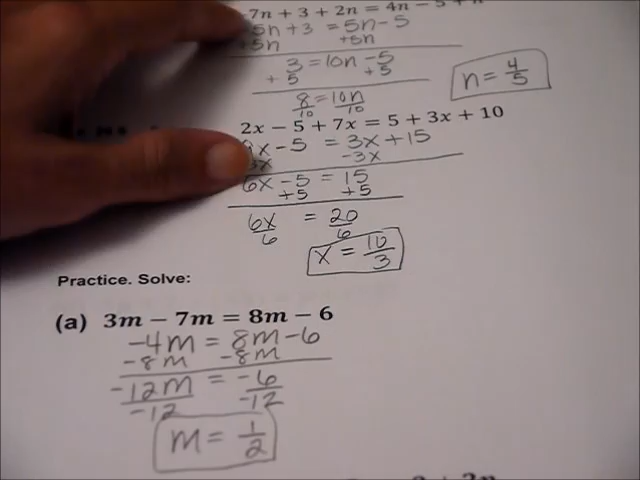 7n + 3 + 2n = 4n − 5 +
5n + 3 = 5n − 5
+5n +5n
3 = 10n − 5
+5 +5
8/10 = 10n/10
n = 4/5
2x − 5 + 7x = 5 + 3x + 10
x − 5 = 3x + 15
3x −3x
6x − 5 = 15
+5 +5
6x/6 = 20/6
x = 10/3
Practice. Solve:
(a) 3m − 7m = 8m − 6
−4m = 8m − 6
−8m −8m
−12m/−12 = −6/−12
m = 1/2